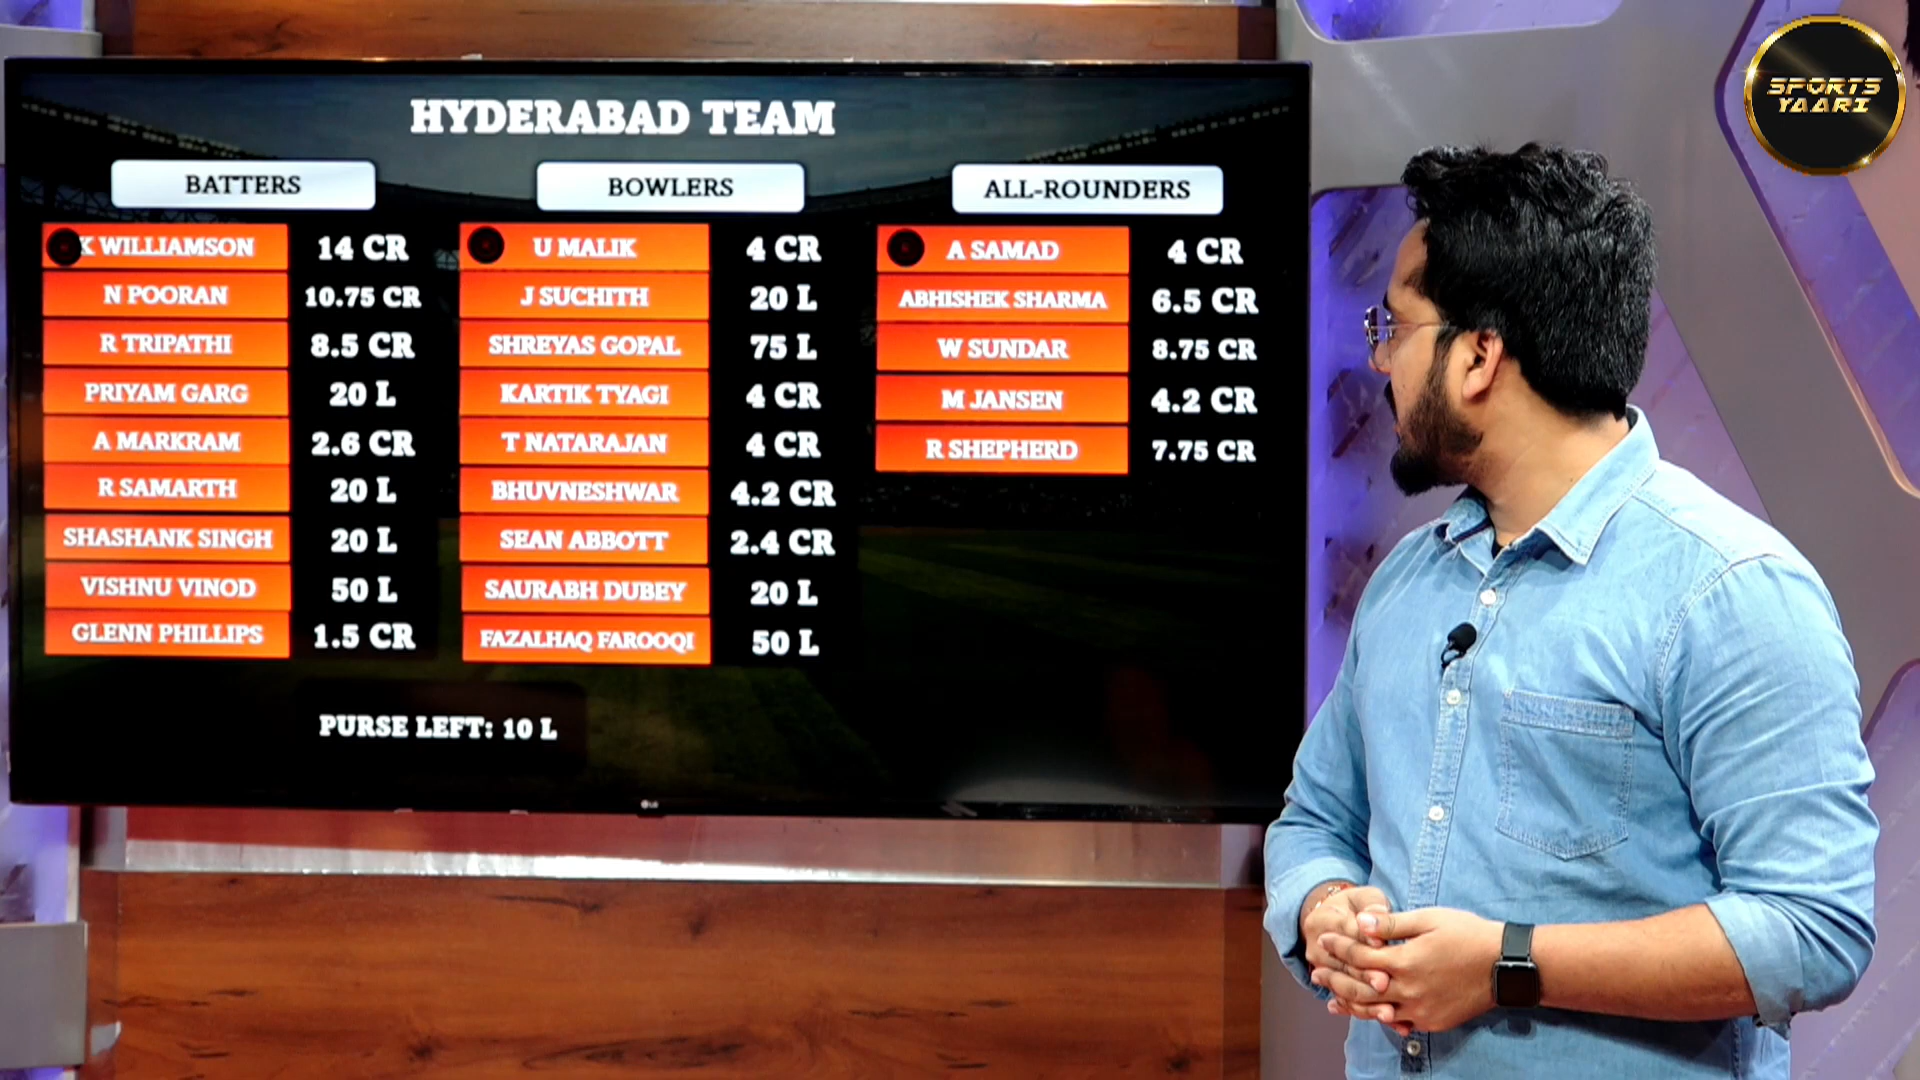 SPORTS
YAARI
HYDERABAD TEAM
BATTERS
K WILLIAMSON 14 CR
N POORAN 10.75 CR
R TRIPATHI 8.5 CR
PRIYAM GARG 20 L
A MARKRAM 2.6 CR
R SAMARTH 20 L
SHASHANK SINGH 20 L
VISHNU VINOD 50 L
GLENN PHILLIPS 1.5 CR
BOWLERS
U MALIK 4 CR
J SUCHITH 20 L
SHREYAS GOPAL 75 L
KARTIK TYAGI 4 CR
T NATARAJAN 4 CR
BHUVNESHWAR 4.2 CR
SEAN ABBOTT 2.4 CR
SAURABH DUBEY 20 L
FAZALHAQ FAROOQI 50 L
ALL-ROUNDERS
A SAMAD 4 CR
ABHISHEK SHARMA 6.5 CR
W SUNDAR 8.75 CR
M JANSEN 4.2 CR
R SHEPHERD 7.75 CR
PURSE LEFT: 10 L
LG